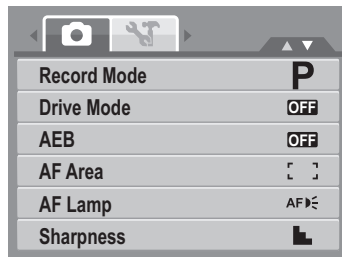 Record Mode P
Drive Mode OFF
AEB OFF
AF Area
AF Lamp AF
Sharpness